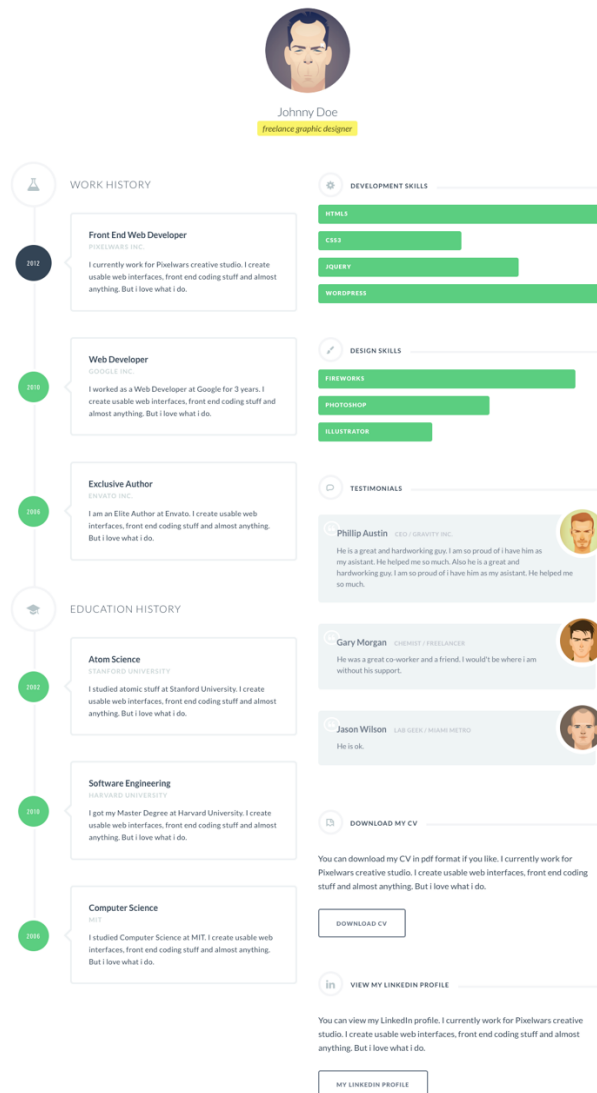 Johnny Doe
freelance graphic designer
WORK HISTORY
2012
Front End Web Developer
PIXELWARS INC.
I currently work for Pixelwars creative studio. I create
usable web interfaces, front end coding stuff and almost
anything. But i love what i do.
2010
Web Developer
GOOGLE INC.
I worked as a Web Developer at Google for 3 years. I
create usable web interfaces, front end coding stuff and
almost anything. But i love what i do.
2006
Exclusive Author
ENVATO INC.
I am an Elite Author at Envato. I create usable web
interfaces, front end coding stuff and almost anything.
But i love what i do.
EDUCATION HISTORY
2002
Atom Science
STANFORD UNIVERSITY
I studied atomic stuff at Stanford University. I create
usable web interfaces, front end coding stuff and almost
anything. But i love what i do.
2010
Software Engineering
HARVARD UNIVERSITY
I got my Master Degree at Harvard University. I create
usable web interfaces, front end coding stuff and almost
anything. But i love what i do.
2006
Computer Science
MIT
I studied Computer Science at MIT. I create usable web
interfaces, front end coding stuff and almost anything.
But i love what i do.
DEVELOPMENT SKILLS
HTML5
CSS3
JQUERY
WORDPRESS
DESIGN SKILLS
FIREWORKS
PHOTOSHOP
ILLUSTRATOR
TESTIMONIALS
Phillip Austin CEO / GRAVITY INC.
He is a great and hardworking guy. I am so proud of i have him as
my asistant. He helped me so much. Also he is a great and
hardworking guy. I am so proud of i have him as my asistant. He helped me
so much.
Gary Morgan CHEMIST / FREELANCER
He was a great co-worker and a friend. I would't be where i am
without his support.
Jason Wilson LAB GEEK / MIAMI METRO
He is ok.
DOWNLOAD MY CV
You can download my CV in pdf format if you like. I currently work for
Pixelwars creative studio. I create usable web interfaces, front end coding
stuff and almost anything. But i love what i do.
DOWNLOAD CV
in VIEW MY LINKEDIN PROFILE
You can view my LinkedIn profile. I currently work for Pixelwars creative
studio. I create usable web interfaces, front end coding stuff and almost
anything. But i love what i do.
MY LINKEDIN PROFILE